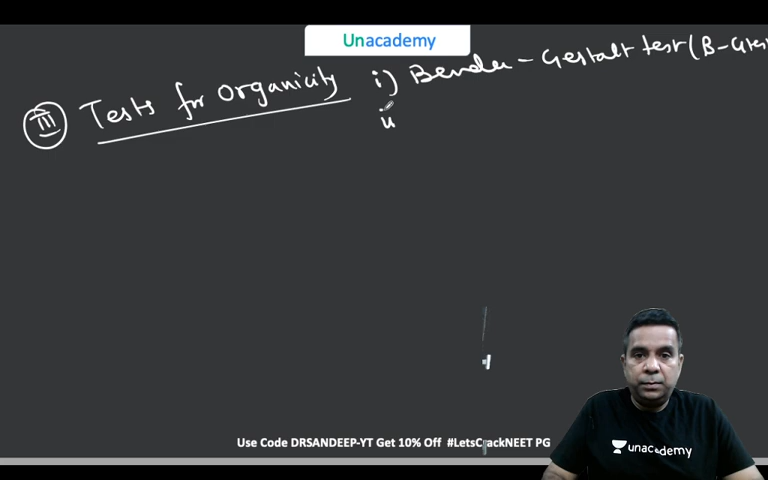 Unacademy
III Tests for Organicity i) Bender - Gestalt test (B-G test
ii
unacademy
Use Code DRSANDEEP-YT Get 10% Off #LetsCrackNEET PG